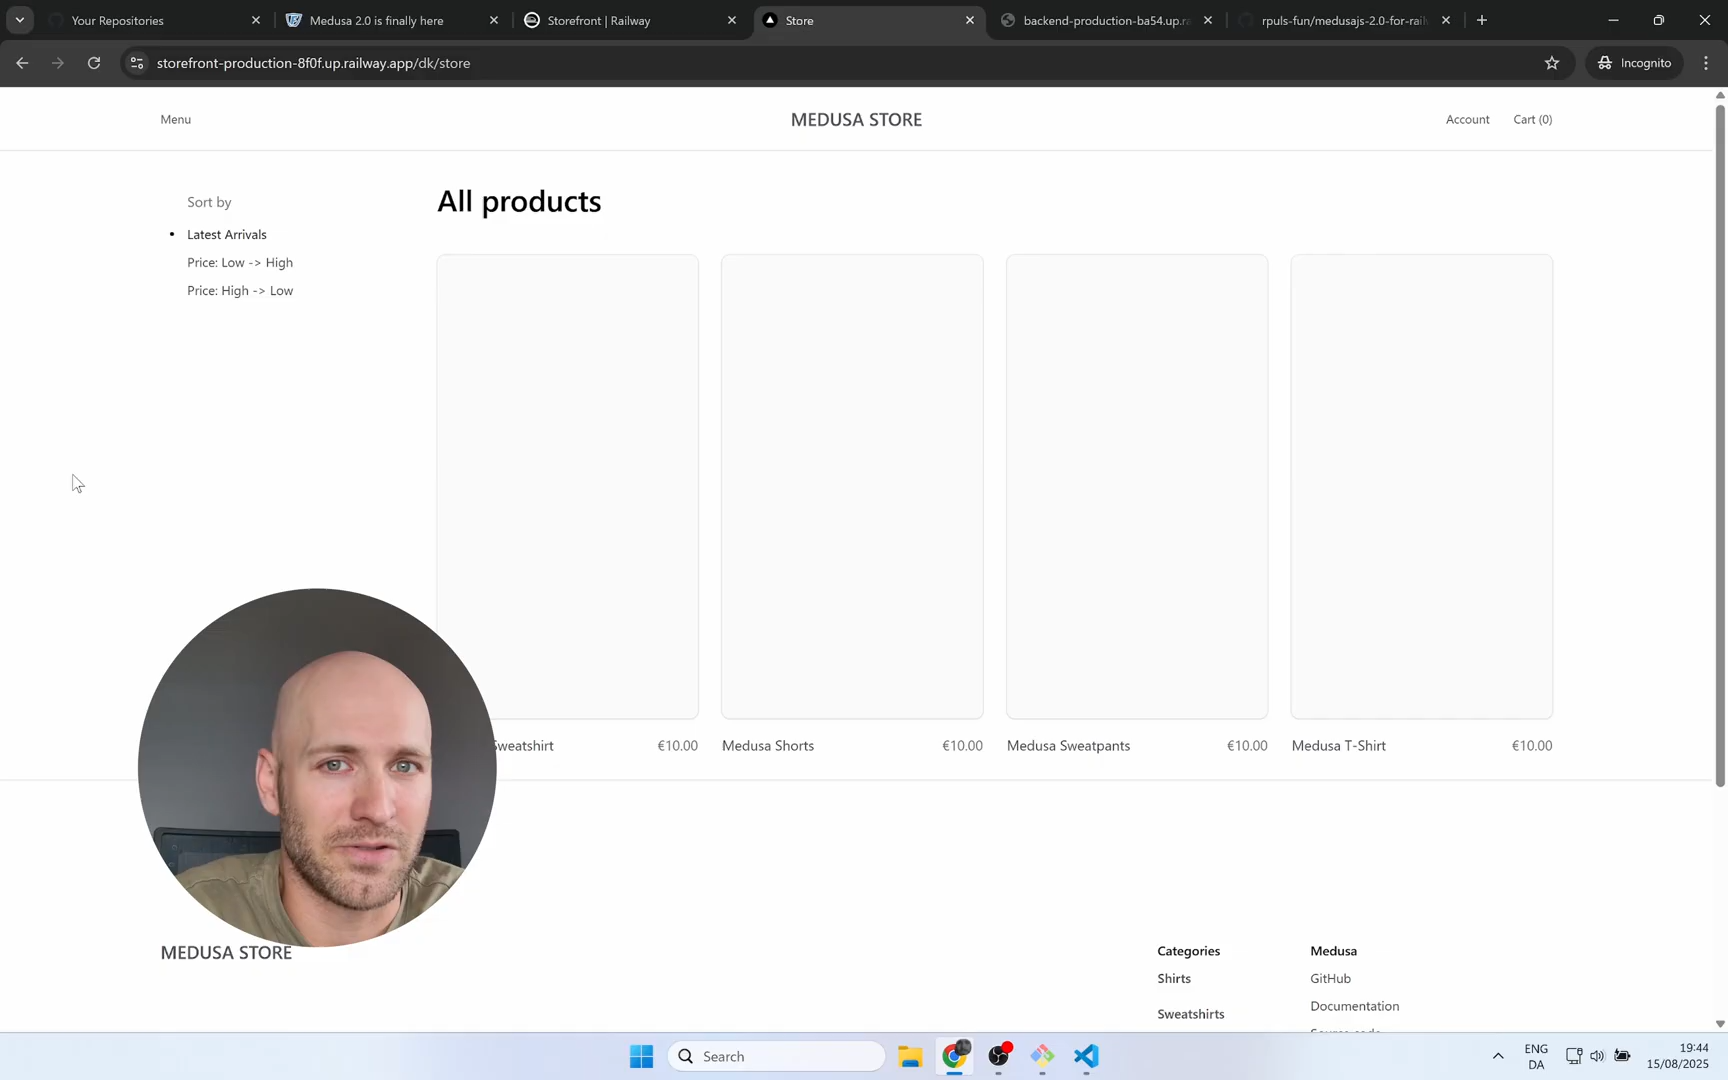 Your Repositories
Medusa 2.0 is finally here
Storefront | Railway
Store
backend-production-ba54.up.ra
rpuls-fun/medusajs-2.0-for-rail
storefront-production-8f0f.up.railway.app/dk/store
Incognito
Menu
MEDUSA STORE
Account
Cart (0)
Sort by
Latest Arrivals
Price: Low -> High
Price: High -> Low
All products
Sweatshirt
€10.00
Medusa Shorts
€10.00
Medusa Sweatpants
€10.00
Medusa T-Shirt
€10.00
MEDUSA STORE
Categories
Shirts
Sweatshirts
Medusa
GitHub
Documentation
Search
ENG
DA
19:44
15/08/2025